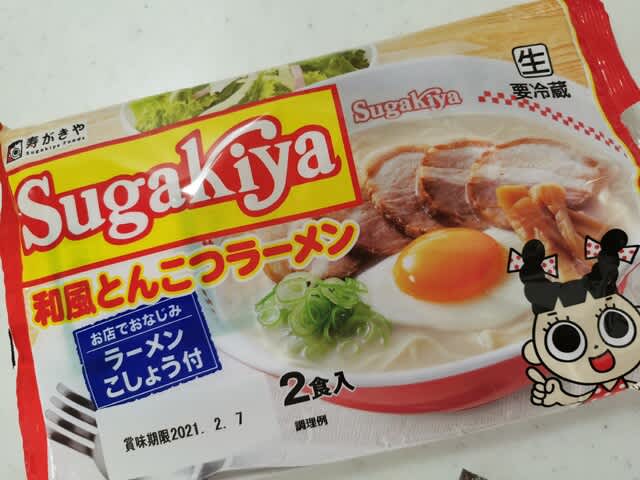 生
要冷蔵
寿がきや
Sugakiya Foods
Sugakiya
Sugakiya
和風とんこつラーメン
お店でおなじみ
ラーメン
こしょう付
2食入
調理例
賞味期限2021. 2. 7